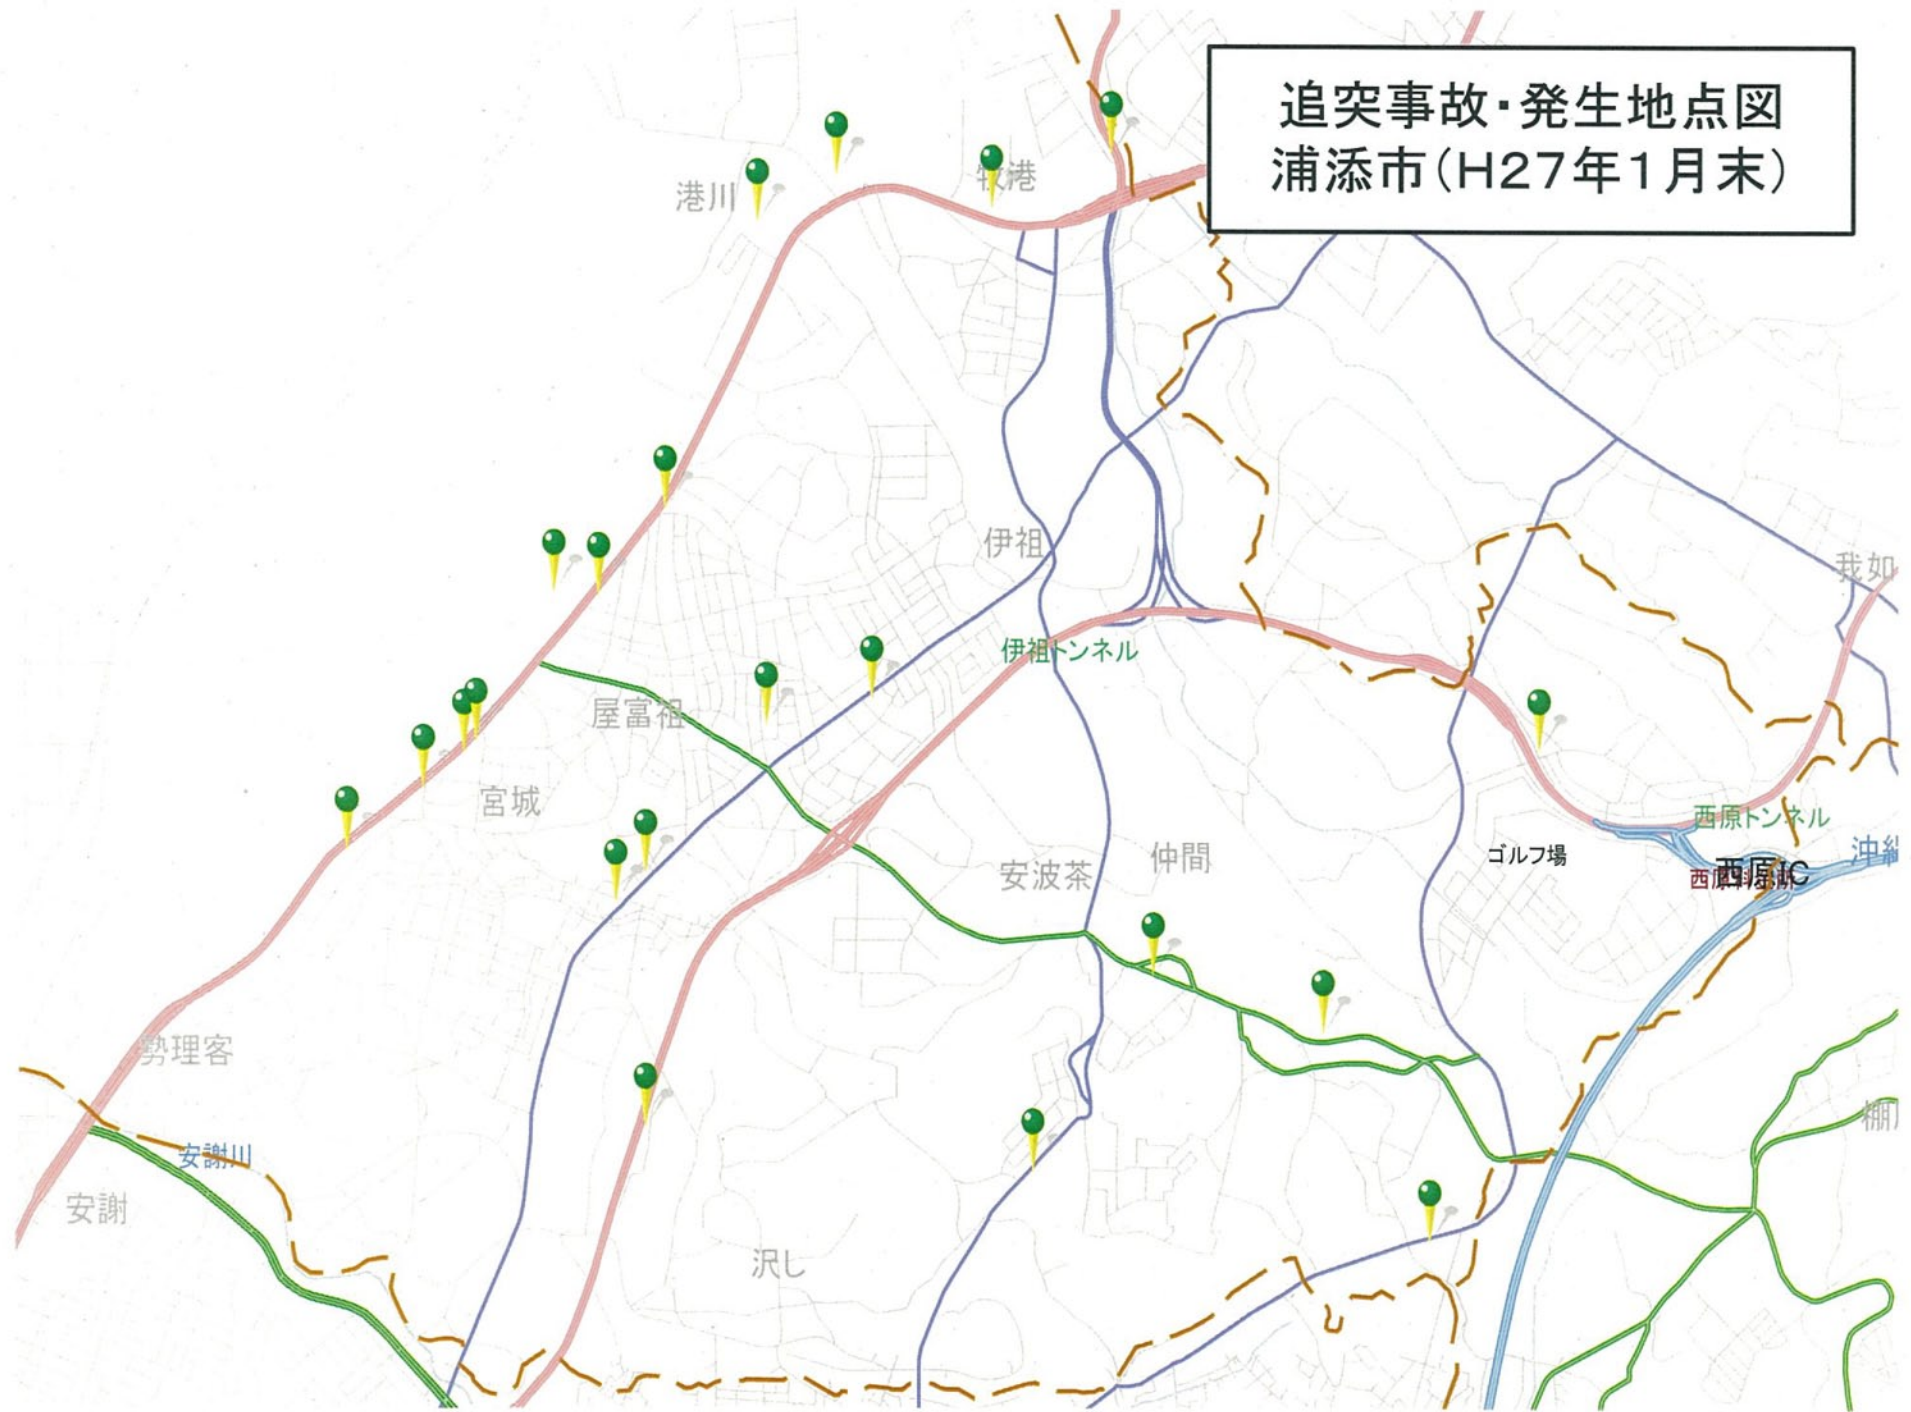 追突事故・発生地点図
浦添市(H27年1月末)
港川
牧港
伊祖
我如
伊祖トンネル
屋富祖
宮城
西原トンネル
ゴルフ場
仲間
安波茶
西原IC
勢理客
安謝川
安謝
沢し